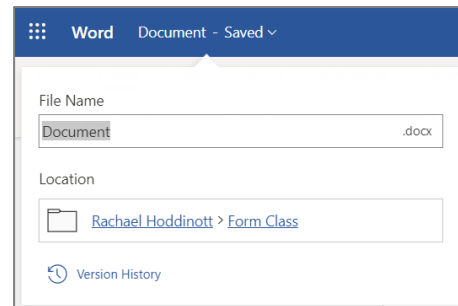 Word Document - Saved
File Name
Document .docx
Location
Rachael Hoddinott > Form Class
Version History